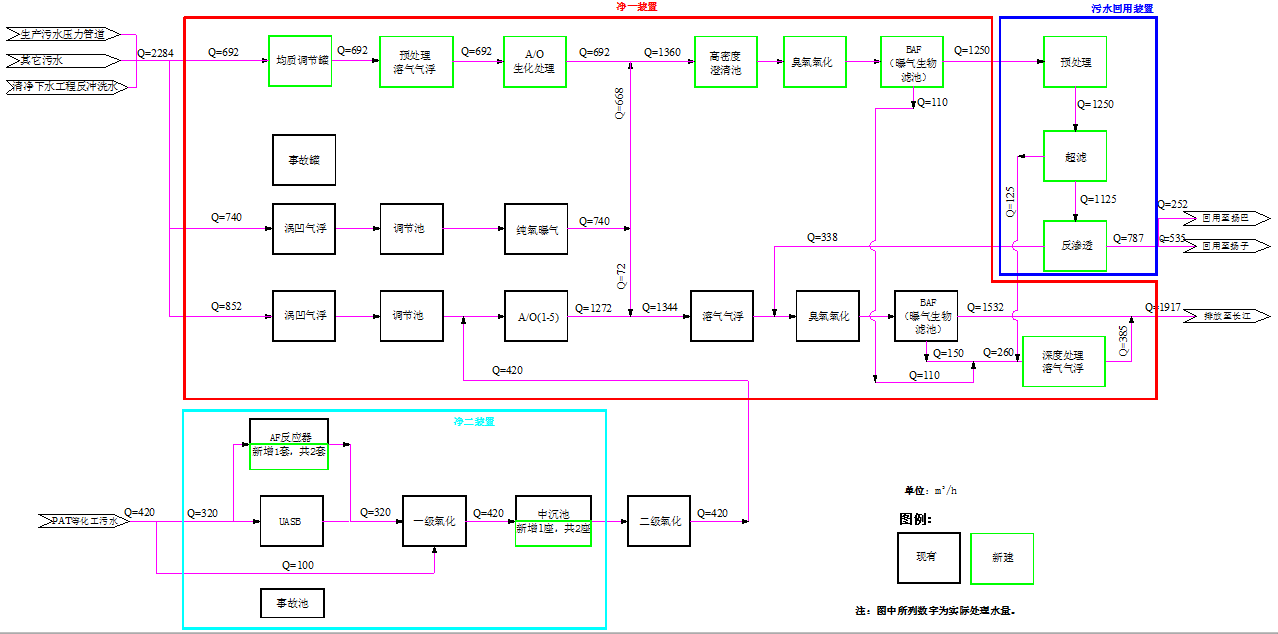 净一装置
污水回用装置
生产污水压力管道
其它污水
清净下水工程反冲洗水
Q=2284
Q=692
均质调节罐
Q=692
预处理
溶气气浮
Q=692
A/O
生化处理
Q=692
Q=1360
高密度
澄清池
臭氧氧化
BAF
（曝气生物
滤池）
Q=1250
预处理
Q=668
Q=110
Q=1250
事故罐
超滤
Q=125
Q=1125
Q=740
涡凹气浮
调节池
纯氧曝气
Q=740
Q=338
反渗透
Q=787
Q=252
回用至扬巴
Q=535
回用至扬子
Q=72
Q=852
涡凹气浮
调节池
A/O(1-5)
Q=1272
Q=1344
溶气气浮
臭氧氧化
BAF
（曝气生物
滤池）
Q=1532
Q=1917
排放至长江
Q=150
Q=260
深度处理
溶气气浮
Q=385
Q=110
Q=420
净二装置
AF反应器
新增1套，共2套
PAT等化工污水
Q=420
Q=320
UASB
Q=320
一级氧化
Q=420
中沉池
新增1座，共2座
二级氧化
Q=420
Q=100
事故池
单位：m³/h
图例：
现有
新建
注：图中所列数字为实际处理水量。